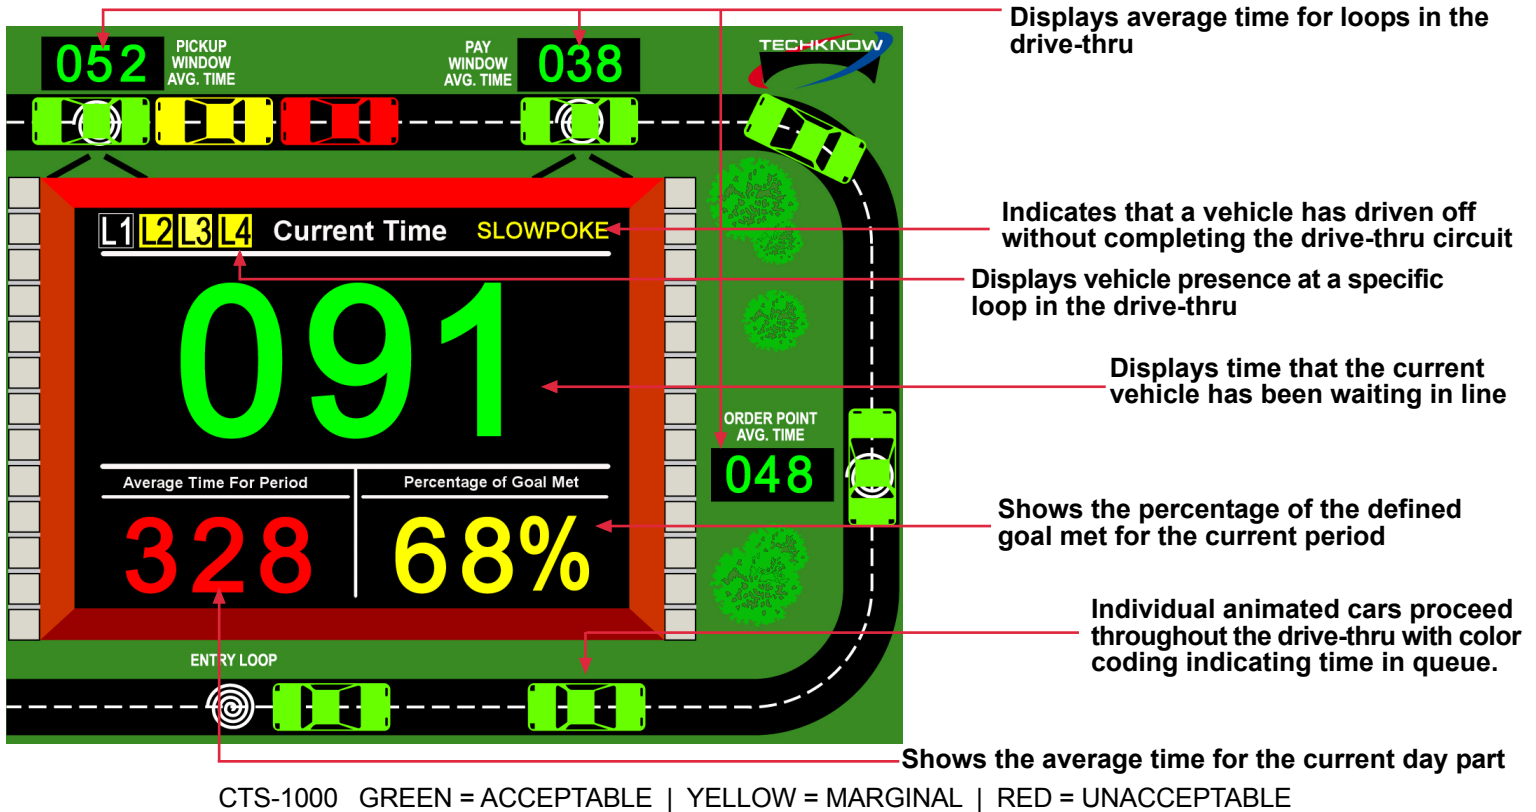 Displays average time for loops in the
drive-thru
052
PICKUP
WINDOW
AVG. TIME
PAY
WINDOW
AVG. TIME
038
TECHKNOW
L1 L2 L3 L4 Current Time SLOWPOKE
Indicates that a vehicle has driven off
without completing the drive-thru circuit
Displays vehicle presence at a specific
loop in the drive-thru
091
Displays time that the current
vehicle has been waiting in line
ORDER POINT
AVG. TIME
048
Average Time For Period
328
Percentage of Goal Met
68%
Shows the percentage of the defined
goal met for the current period
Individual animated cars proceed
throughout the drive-thru with color
coding indicating time in queue.
ENTRY LOOP
Shows the average time for the current day part
CTS-1000 GREEN = ACCEPTABLE | YELLOW = MARGINAL | RED = UNACCEPTABLE